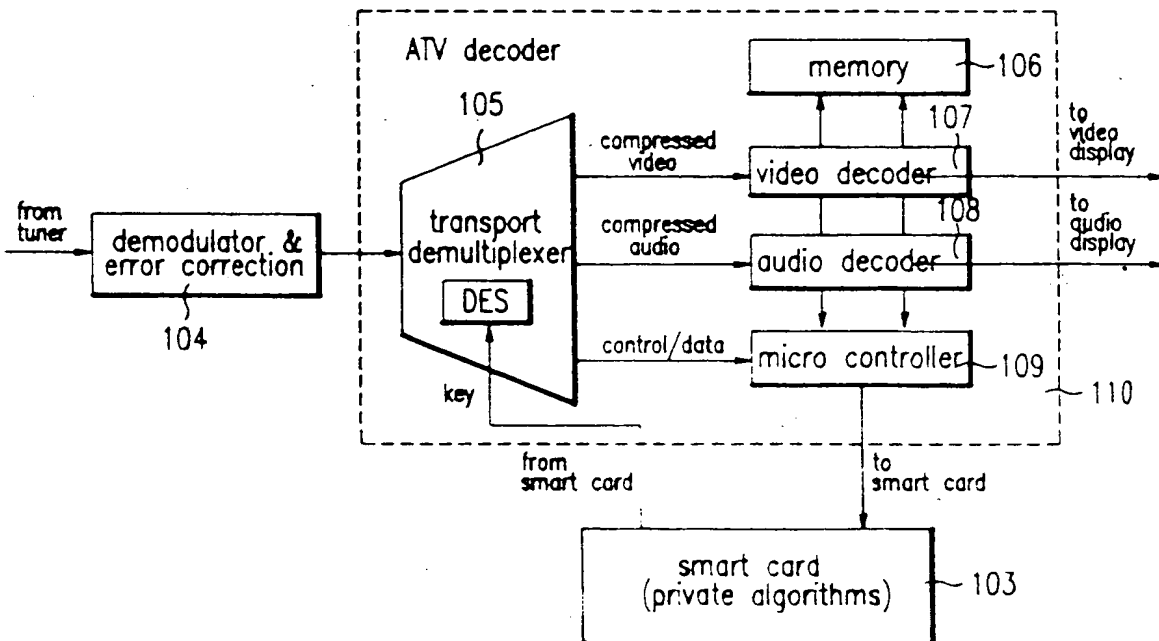 ATV decoder
memory
106
105
107
to
video
display
compressed
video
video decoder
from
tuner
demodulator &
error correction
104
transport
demultiplexer
DES
compressed
audio
108
to
audio
display
audio decoder
control/data
micro controller
109
110
key
from
smart card
to
smart card
smart card
(private algorithms)
103